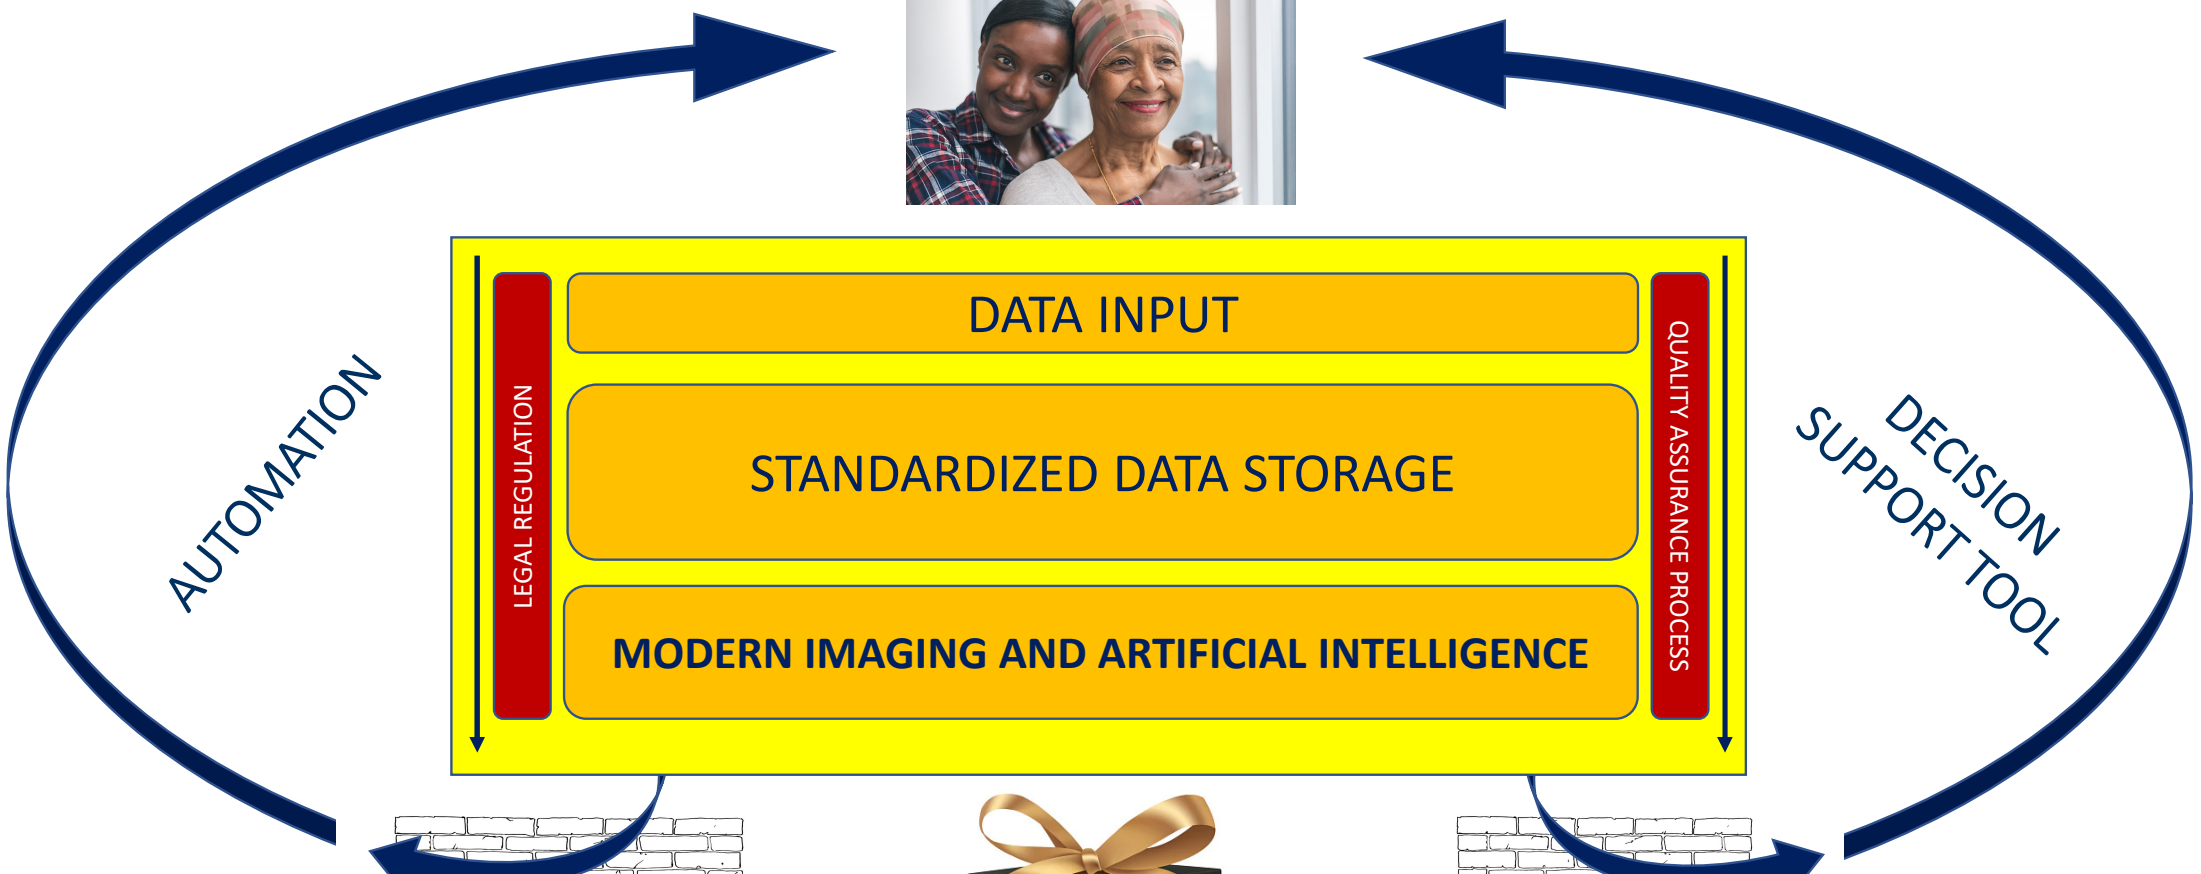 DATA INPUT
LEGAL REGULATION
QUALITY ASSURANCE PROCESS
AUTOMATION
STANDARDIZED DATA STORAGE
DECISION
SUPPORT TOOL
MODERN IMAGING AND ARTIFICIAL INTELLIGENCE